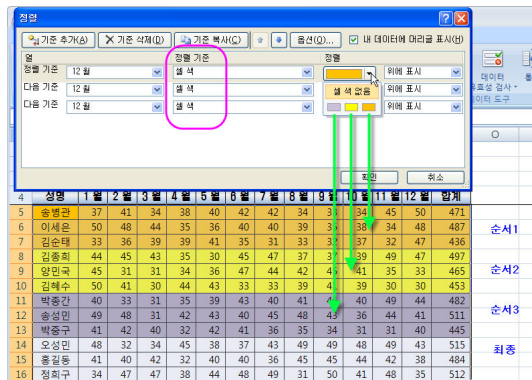 정렬
기준 추가(A) 기준 삭제(D) 기준 복사(C) 옵션(O)... 내 데이터에 머리글 표시(H)
열 정렬 기준 정렬
정렬 기준 12 월 셀 색 위에 표시
다음 기준 12 월 셀 색 셀 색 없음 위에 표시
다음 기준 12 월 셀 색 위에 표시
확인 취소
데이터
유효성 검사
데이터 도구
O
4 성명 1 월 2 월 3 월 4 월 5 월 6 월 7 월 8 월 9 월 10 월 11 월 12 월 합계
5 송병관 37 41 34 38 40 42 42 34 34 45 50 471
6 이세은 50 48 44 35 36 40 40 39 38 34 48 487 순서1
7 김순태 33 36 39 39 41 35 31 33 37 32 47 436
8 김종희 44 45 43 35 30 45 47 37 39 49 47 497
9 양민국 45 31 31 34 36 47 44 42 41 35 33 465 순서2
10 김혜수 50 41 30 44 43 33 33 39 39 30 30 453
11 박종간 40 33 31 35 39 43 40 41 40 49 44 482
12 송성민 49 48 31 42 43 40 45 48 43 36 44 41 511 순서3
13 박중구 41 42 40 32 42 41 36 35 34 31 31 40 445
14 오성민 48 32 34 45 38 37 43 49 49 48 49 43 515 최종
15 홍길동 41 40 42 32 40 40 36 45 45 44 42 38 484
16 정희구 34 47 47 38 44 48 49 31 50 41 48 35 512